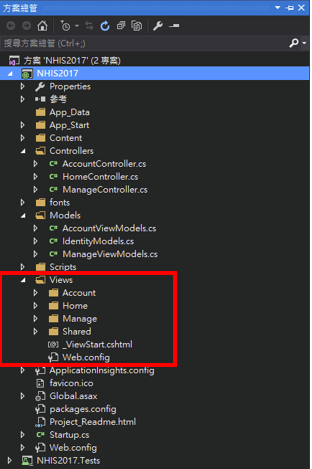 方案總管
搜尋方案總管 (Ctrl+;)
方案 'NHIS2017' (2 專案)
NHIS2017
Properties
參考
App_Data
App_Start
Content
Controllers
AccountController.cs
HomeController.cs
ManageController.cs
fonts
Models
AccountViewModels.cs
IdentityModels.cs
ManageViewModels.cs
Scripts
Views
Account
Home
Manage
Shared
_ViewStart.cshtml
Web.config
ApplicationInsights.config
favicon.ico
Global.asax
packages.config
Project_Readme.html
Startup.cs
Web.config
NHIS2017.Tests